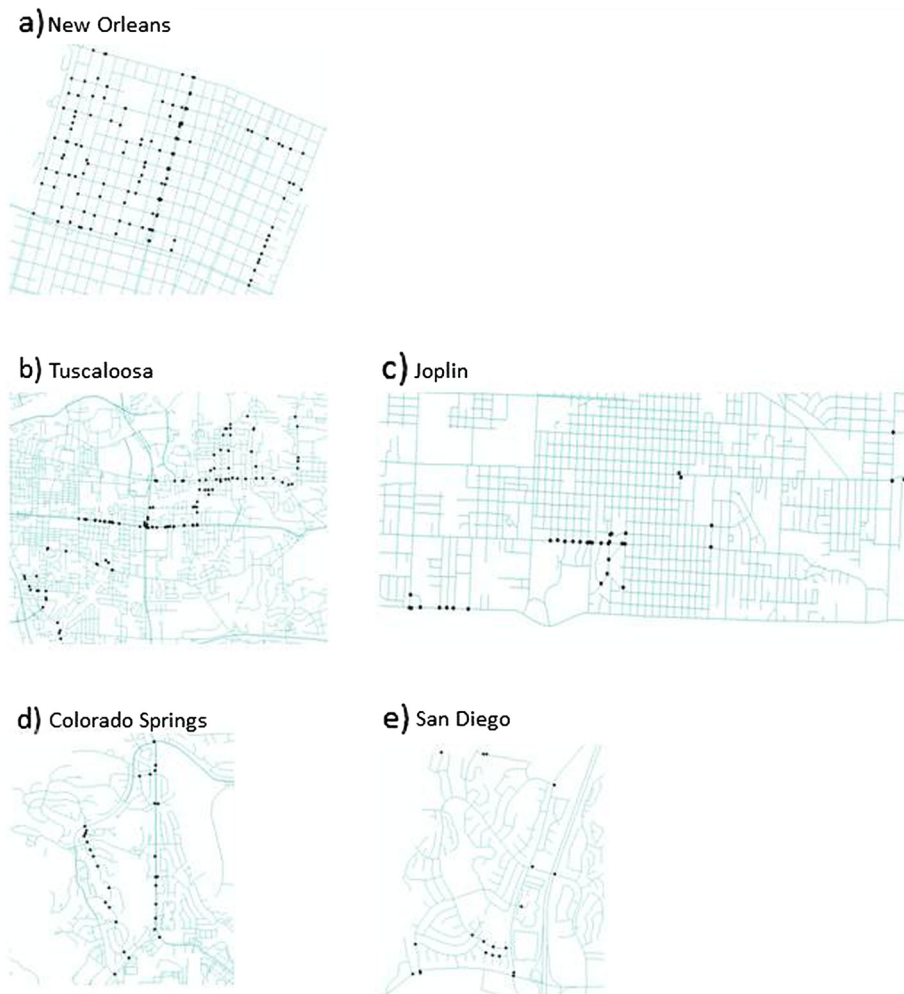 a) New Orleans
b) Tuscaloosa
c) Joplin
d) Colorado Springs
e) San Diego